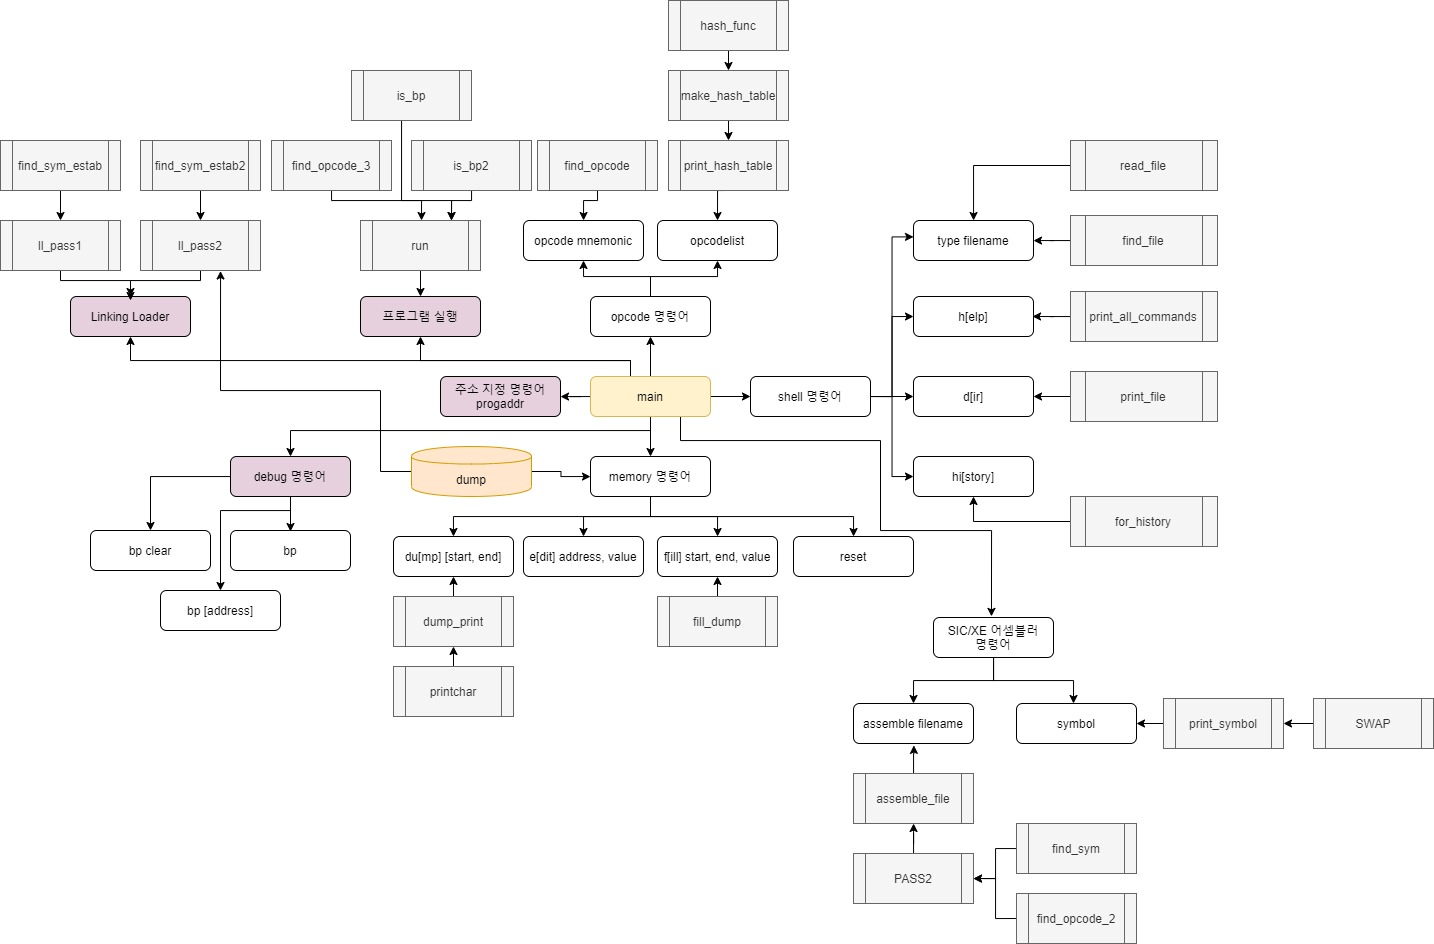 hash_func
is_bp
make_hash_table
find_sym_estab
find_sym_estab2
find_opcode_3
is_bp2
find_opcode
print_hash_table
read_file
ll_pass1
ll_pass2
run
opcode mnemonic
opcodelist
type filename
find_file
Linking Loader
프로그램 실행
opcode 명령어
h[elp]
print_all_commands
주소 지정 명령어
progaddr
main
shell 명령어
d[ir]
print_file
debug 명령어
dump
memory 명령어
hi[story]
for_history
bp clear
bp
du[mp] [start, end]
e[dit] address, value
f[ill] start, end, value
reset
bp [address]
dump_print
fill_dump
SIC/XE 어셈블러
명령어
printchar
assemble filename
symbol
print_symbol
SWAP
assemble_file
find_sym
PASS2
find_opcode_2